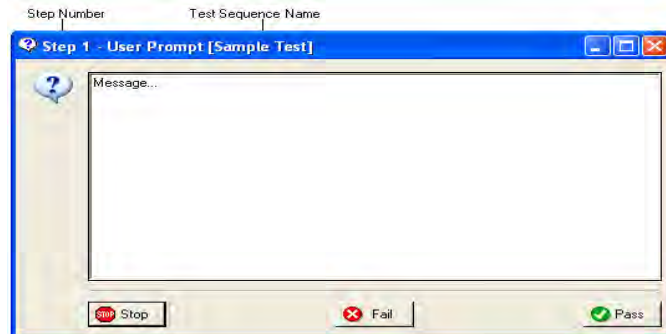 Step Number Test Sequence Name
Step 1 - User Prompt [Sample Test]
Message...
STOP Stop Fail Pass